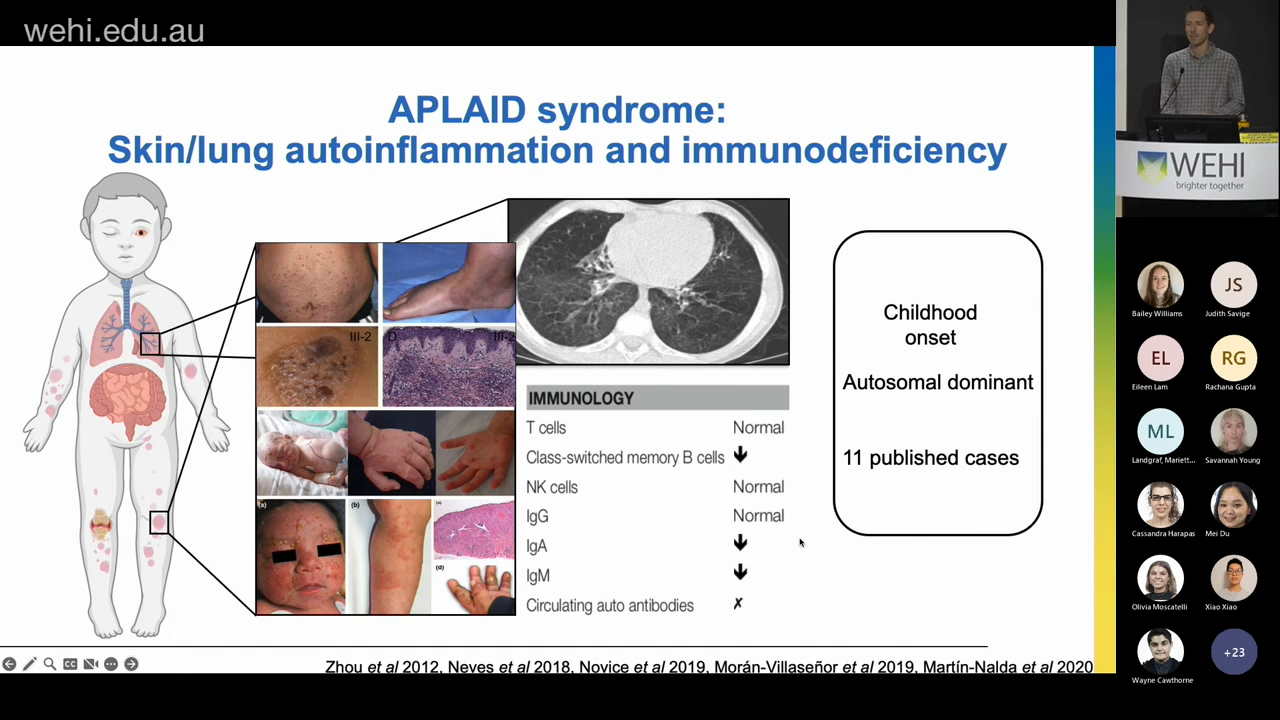 wehi.edu.au
APLAID syndrome:
Skin/lung autoinflammation and immunodeficiency
III-2
D
III-2
(a)
(b)
(d)
IMMUNOLOGY
T cells Normal
Class-switched memory B cells ↓
NK cells Normal
IgG Normal
IgA ↓
IgM ↓
Circulating auto antibodies ✗
Childhood
onset
Autosomal dominant
11 published cases
Zhou et al 2012, Neves et al 2018, Novice et al 2019, Morán-Villaseñor et al 2019, Martín-Nalda et al 2020
CC
WEHI
brighter together
Bailey Williams
JS
Judith Savige
EL
Eileen Lam
RG
Rachana Gupta
ML
Landgraf, Mariett...
Savannah Young
Cassandra Harapas
Mei Du
Olivia Moscatelli
Xiao Xiao
Wayne Cawthorne
+23